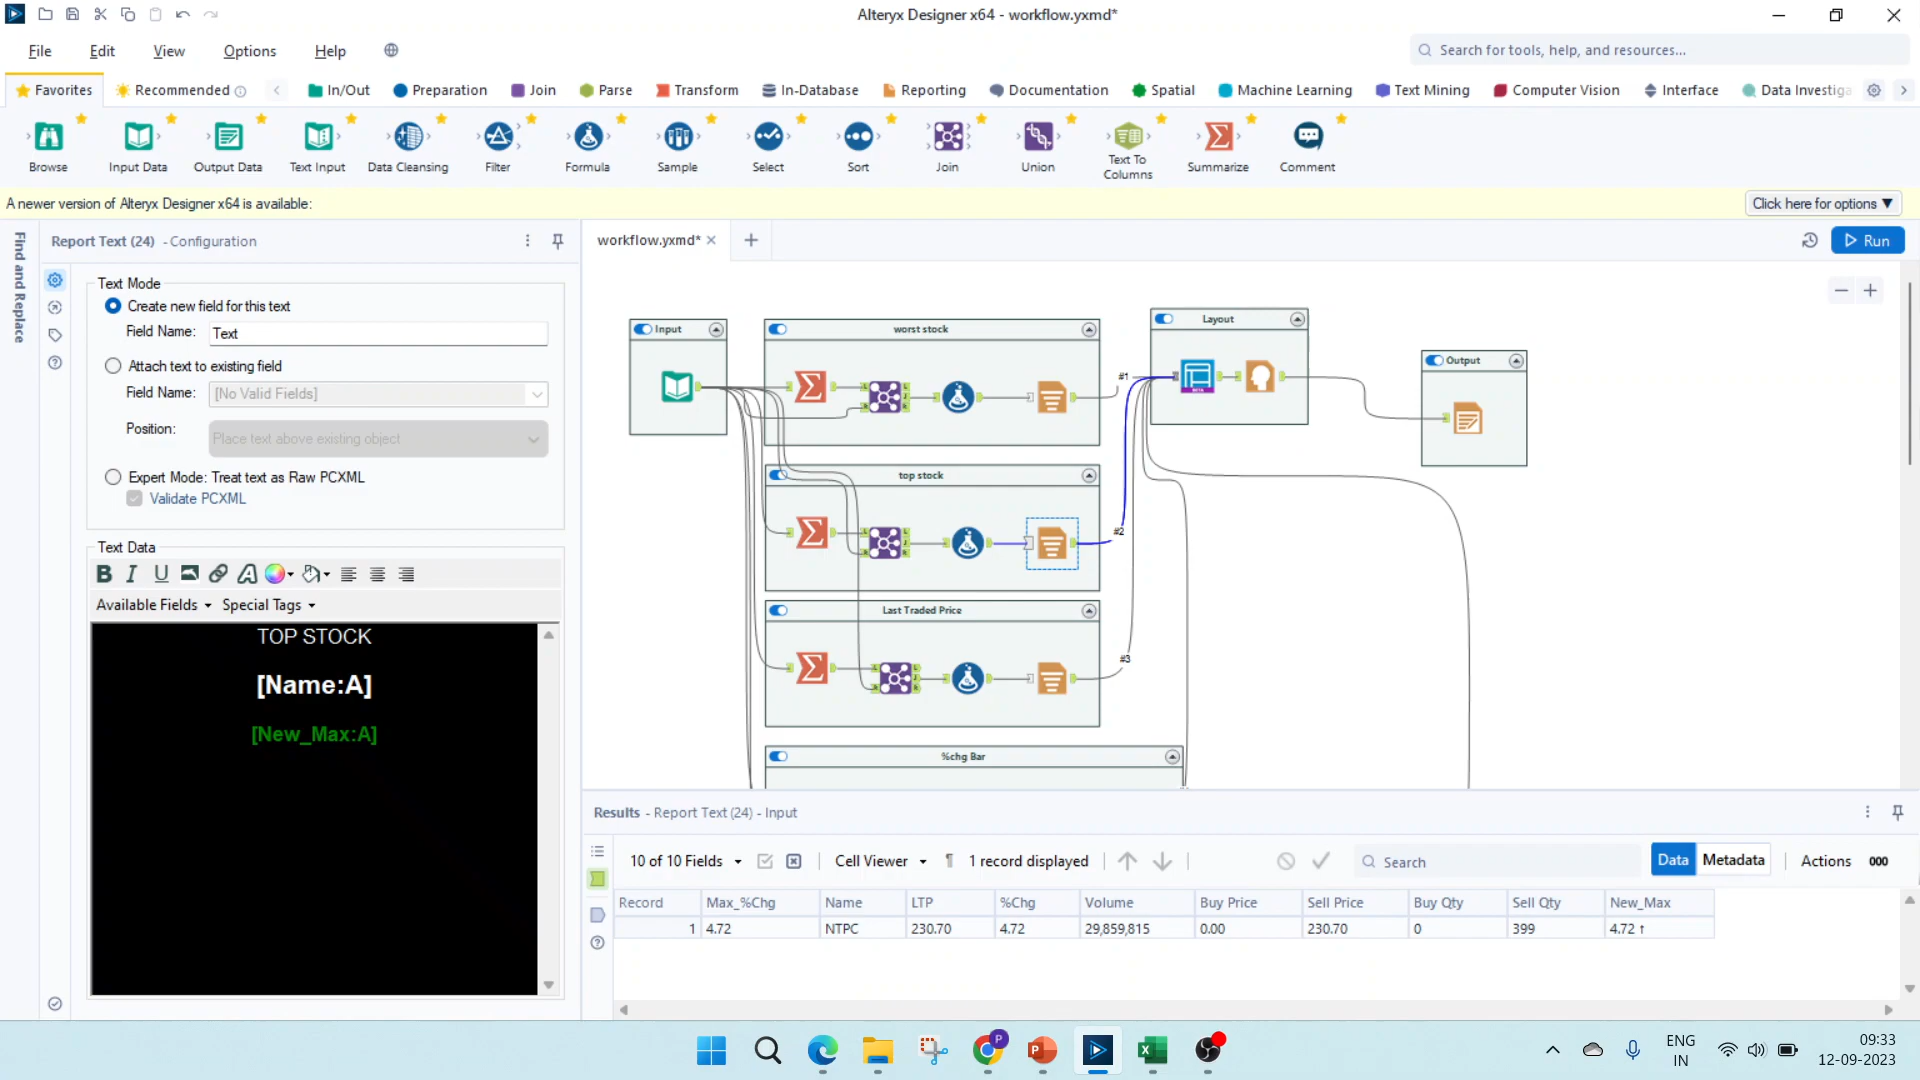 Alteryx Designer x64 - workflow.yxmd*
File Edit View Options Help
Search for tools, help, and resources...
Favorites Recommended In/Out Preparation Join Parse Transform In-Database Reporting Documentation Spatial Machine Learning Text Mining Computer Vision Interface Data Investiga
Browse Input Data Output Data Text Input Data Cleansing Filter Formula Sample Select Sort Join Union Text To Columns Summarize Comment
A newer version of Alteryx Designer x64 is available:
Click here for options ▼
Find and Replace
Report Text (24) - Configuration
workflow.yxmd*
Run
Text Mode
Create new field for this text
Field Name: Text
Attach text to existing field
Field Name: [No Valid Fields]
Position: Place text above existing object
Expert Mode: Treat text as Raw PCXML
Validate PCXML
Text Data
B I U A
Available Fields Special Tags
TOP STOCK
[Name:A]
[New_Max:A]
Input
worst stock
Layout
Output
BETA
#1
top stock
#2
Last Traded Price
#3
%chg Bar
Results - Report Text (24) - Input
10 of 10 Fields Cell Viewer ¶ 1 record displayed Search Data Metadata Actions 000
Record Max_%Chg Name LTP %Chg Volume Buy Price Sell Price Buy Qty Sell Qty New_Max
1 4.72 NTPC 230.70 4.72 29,859,815 0.00 230.70 0 399 4.72 ↑
P
ENG
IN
09:33
12-09-2023